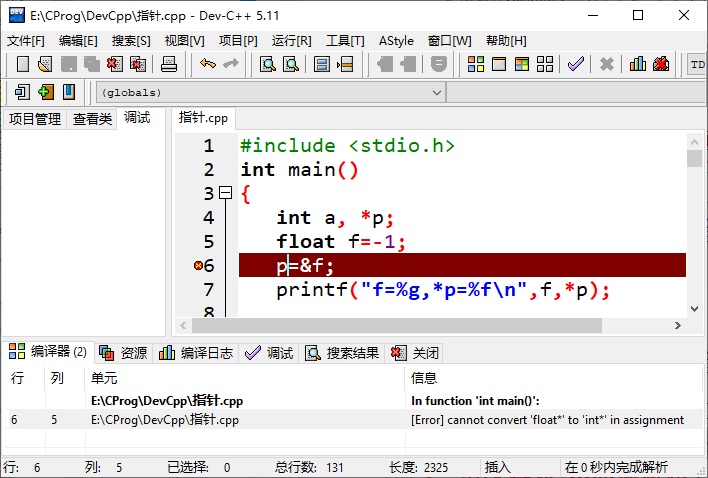 E:\CProg\DevCpp\指针.cpp - Dev-C++ 5.11
文件[F] 编辑[E] 搜索[S] 视图[V] 项目[P] 运行[R] 工具[T] AStyle 窗口[W] 帮助[H]
TD
(globals)
项目管理 查看类 调试 指针.cpp
1 #include <stdio.h>
2 int main()
3 {
4 int a, *p;
5 float f=-1;
6 p=&f;
7 printf("f=%g,*p=%f\n",f,*p);
8
编译器 (2) 资源 编译日志 调试 搜索结果 关闭
行 列 单元 信息
E:\CProg\DevCpp\指针.cpp In function 'int main()':
6 5 E:\CProg\DevCpp\指针.cpp [Error] cannot convert 'float*' to 'int*' in assignment
行: 6 列: 5 已选择: 0 总行数: 131 长度: 2325 插入 在 0 秒内完成解析